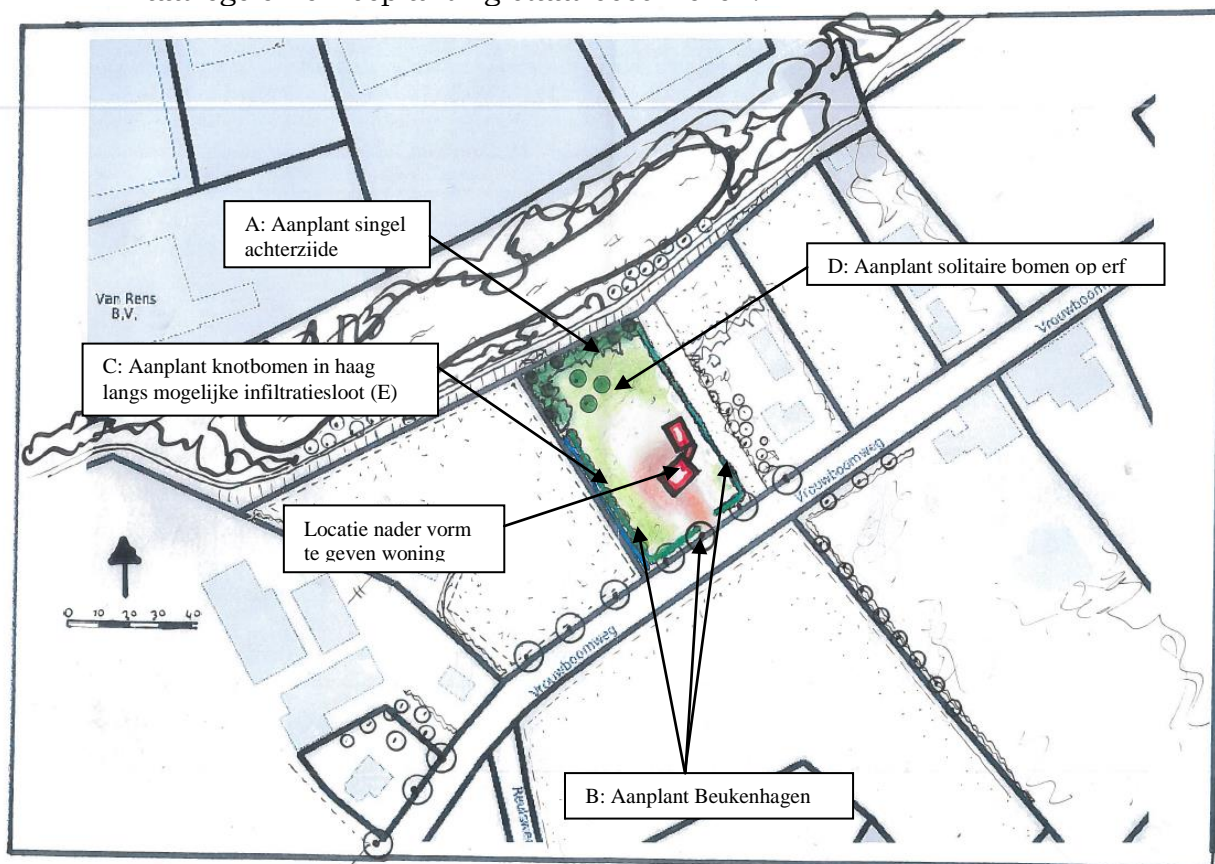 A: Aanplant singel
achterzijde
D: Aanplant solitaire bomen op erf
Van Rens
B.V.
C: Aanplant knotbomen in haag
langs mogelijke infiltratiesloot (E)
Vrouwboomweg
Locatie nader vorm
te geven woning
0 10 20 30 40
Vrouwboomweg
B: Aanplant Beukenhagen